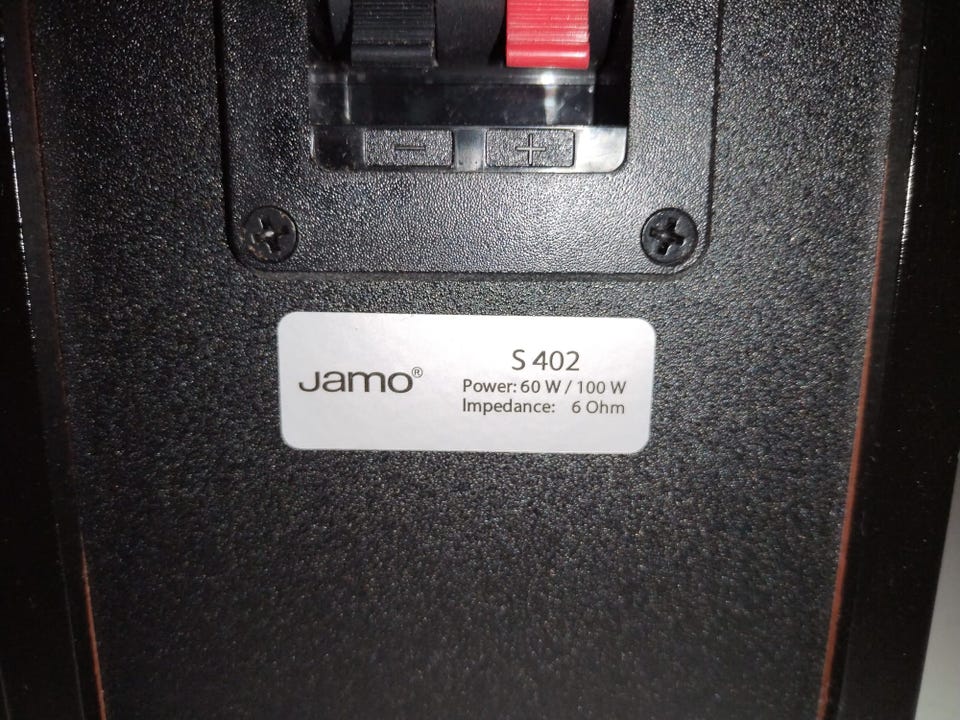 - +
Jamo®
S 402
Power: 60 W / 100 W
Impedance: 6 Ohm